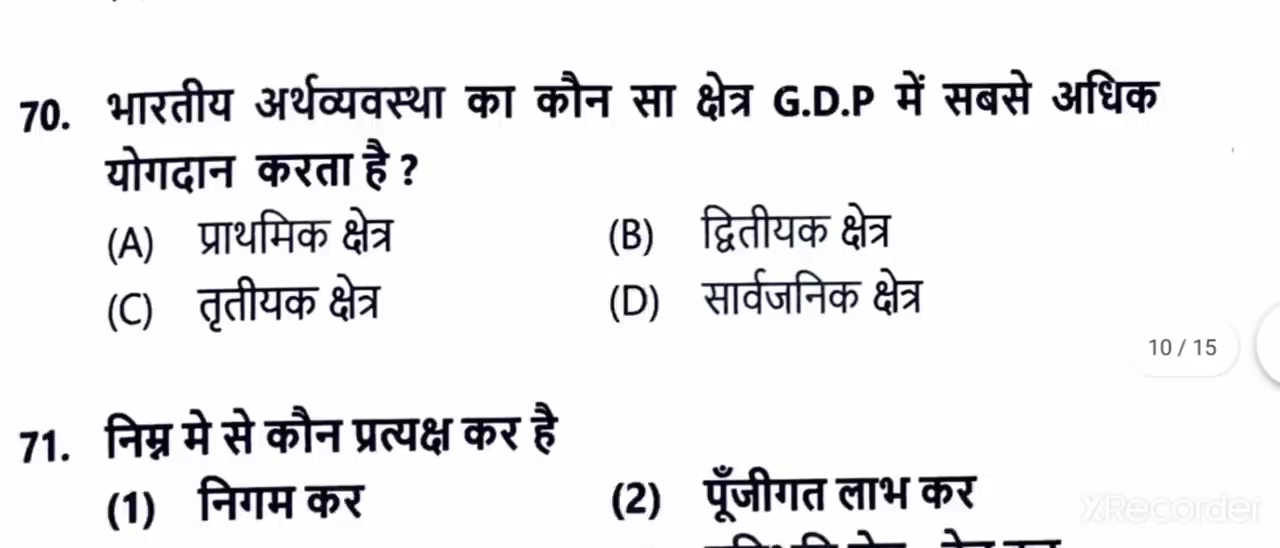 70. भारतीय अर्थव्यवस्था का कौन सा क्षेत्र G.D.P में सबसे अधिक
योगदान करता है ?
(A) प्राथमिक क्षेत्र (B) द्वितीयक क्षेत्र
(C) तृतीयक क्षेत्र (D) सार्वजनिक क्षेत्र
10 / 15
71. निम्न मे से कौन प्रत्यक्ष कर है
(1) निगम कर (2) पूँजीगत लाभ कर
XRecorder